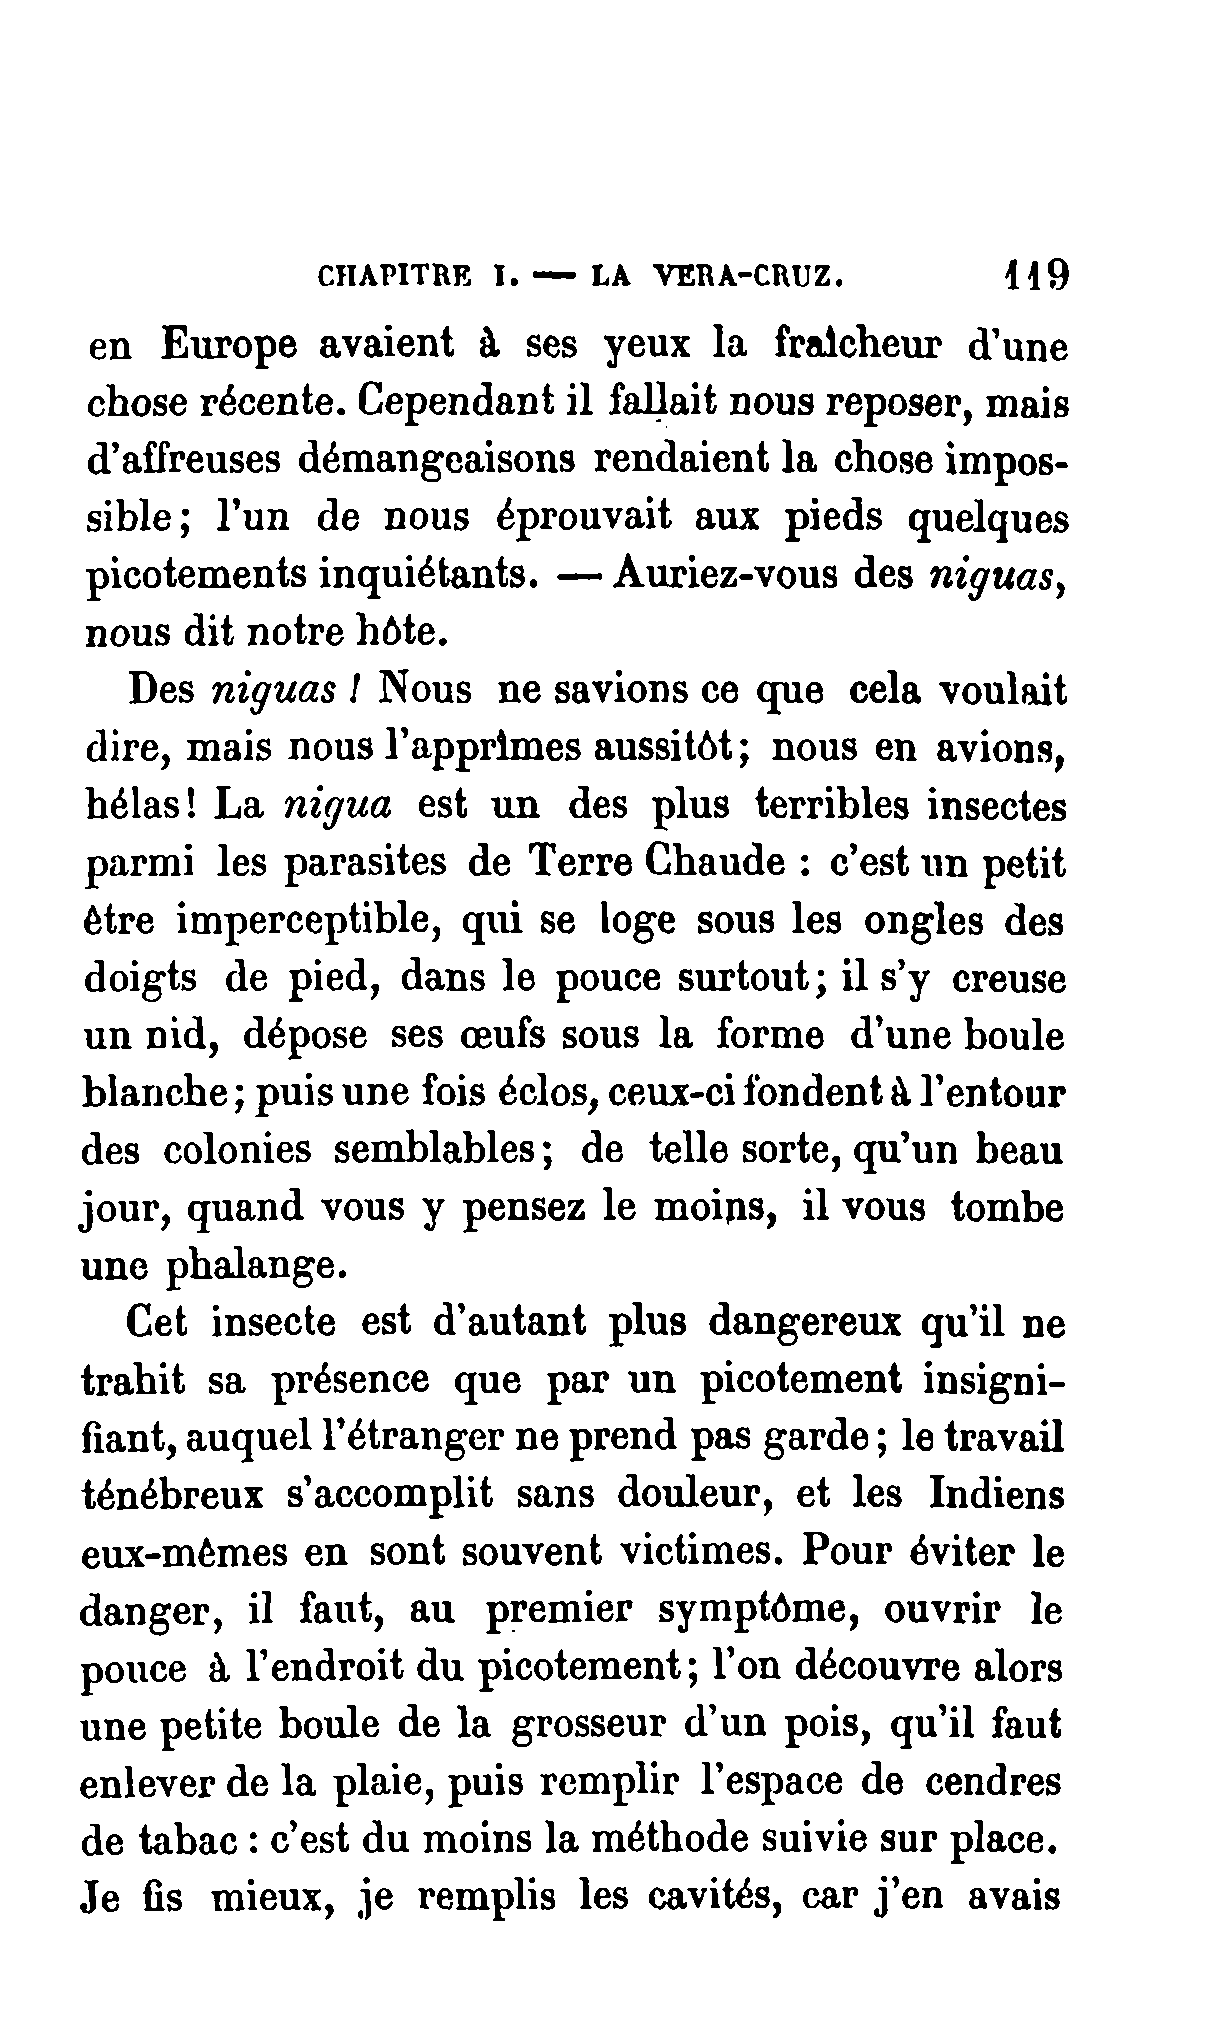 CHAPITRE I. — LA VERA-CRUZ. 119
en Europe avaient à ses yeux la fraîcheur d'une
chose récente. Cependant il fallait nous reposer, mais
d'affreuses démangeaisons rendaient la chose impos-
sible; l'un de nous éprouvait aux pieds quelques
picotements inquiétants. — Auriez-vous des niguas,
nous dit notre hôte.
Des niguas ! Nous ne savions ce que cela voulait
dire, mais nous l'apprîmes aussitôt; nous en avions,
hélas! La nigua est un des plus terribles insectes
parmi les parasites de Terre Chaude : c'est un petit
être imperceptible, qui se loge sous les ongles des
doigts de pied, dans le pouce surtout; il s'y creuse
un nid, dépose ses œufs sous la forme d'une boule
blanche; puis une fois éclos, ceux-ci fondent à l'entour
des colonies semblables; de telle sorte, qu'un beau
jour, quand vous y pensez le moins, il vous tombe
une phalange.
Cet insecte est d'autant plus dangereux qu'il ne
trahit sa présence que par un picotement insigni-
fiant, auquel l'étranger ne prend pas garde; le travail
ténébreux s'accomplit sans douleur, et les Indiens
eux-mêmes en sont souvent victimes. Pour éviter le
danger, il faut, au premier symptôme, ouvrir le
pouce à l'endroit du picotement; l'on découvre alors
une petite boule de la grosseur d'un pois, qu'il faut
enlever de la plaie, puis remplir l'espace de cendres
de tabac : c'est du moins la méthode suivie sur place.
Je fis mieux, je remplis les cavités, car j'en avais